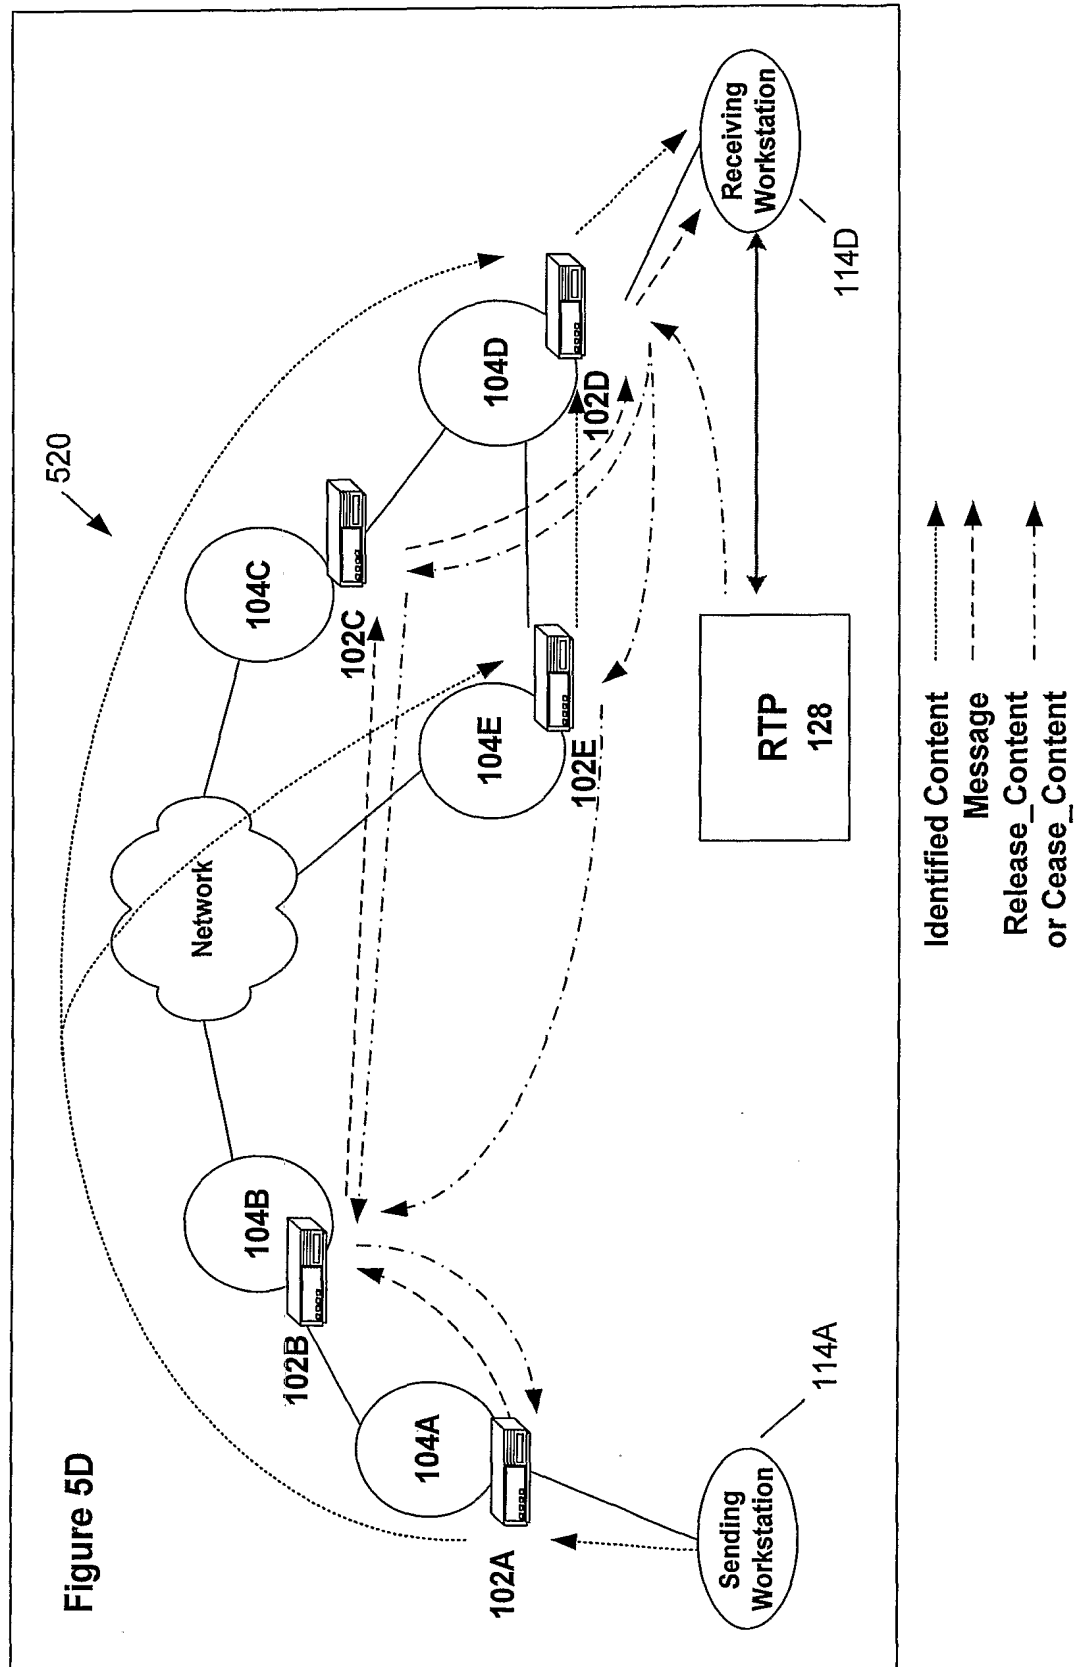 Figure 5D
520
Network
104A
102A
104B
102B
104C
102C
104E
102E
104D
102D
Sending
Workstation
114A
RTP
128
Receiving
Workstation
114D
Identified Content
Message
Release_Content
or Cease_Content